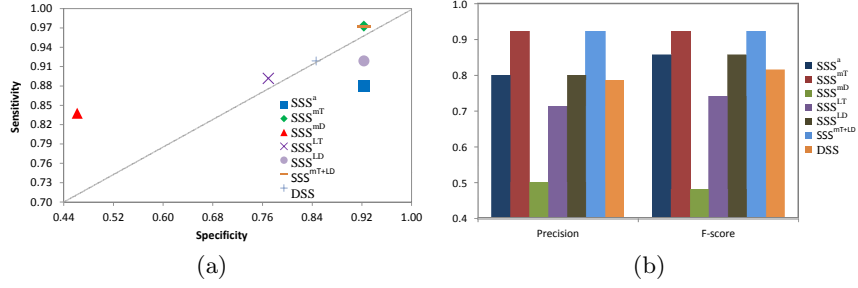 1.00
0.97
0.94
0.91
0.88
0.85
0.82
0.79
0.76
0.73
0.70
Sensitivity
0.44 0.52 0.60 0.68 0.76 0.84 0.92 1.00
Specificity
SSS^a
SSS^mT
SSS^mD
SSS^LT
SSS^LD
SSS^mT+LD
DSS
(a)
1.0
0.9
0.8
0.7
0.6
0.5
0.4
Precision F-score
SSS^a
SSS^mT
SSS^mD
SSS^LT
SSS^LD
SSS^mT+LD
DSS
(b)